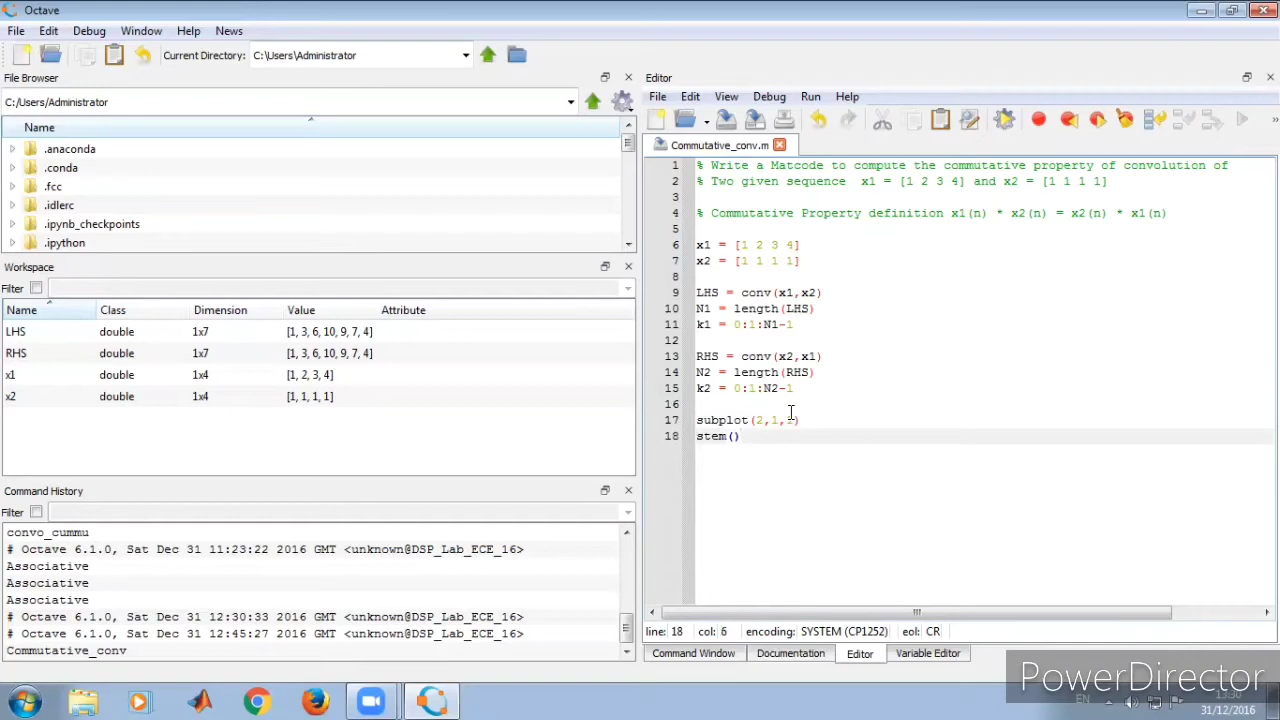 Octave
File Edit Debug Window Help News
Current Directory: C:\Users\Administrator
File Browser
C:/Users/Administrator
Name
.anaconda
.conda
.fcc
.idlerc
.ipynb_checkpoints
.ipython
Workspace
Filter
Name Class Dimension Value Attribute
LHS double 1x7 [1, 3, 6, 10, 9, 7, 4]
RHS double 1x7 [1, 3, 6, 10, 9, 7, 4]
x1 double 1x4 [1, 2, 3, 4]
x2 double 1x4 [1, 1, 1, 1]
Command History
Filter
convo_cummu
# Octave 6.1.0, Sat Dec 31 11:23:22 2016 GMT <unknown@DSP_Lab_ECE_16>
Associative
Associative
Associative
# Octave 6.1.0, Sat Dec 31 12:30:33 2016 GMT <unknown@DSP_Lab_ECE_16>
# Octave 6.1.0, Sat Dec 31 12:45:27 2016 GMT <unknown@DSP_Lab_ECE_16>
Commutative_conv
Editor
File Edit View Debug Run Help
Commutative_conv.m
1 % Write a Matcode to compute the commutative property of convolution of
2 % Two given sequence  x1 = [1 2 3 4] and x2 = [1 1 1 1]
3
4 % Commutative Property definition x1(n) * x2(n) = x2(n) * x1(n)
5
6 x1 = [1 2 3 4]
7 x2 = [1 1 1 1]
8
9 LHS = conv(x1,x2)
10 N1 = length(LHS)
11 k1 = 0:1:N1-1
12
13 RHS = conv(x2,x1)
14 N2 = length(RHS)
15 k2 = 0:1:N2-1
16
17 subplot(2,1,1)
18 stem()
line: 18 col: 6 encoding: SYSTEM (CP1252) eol: CR
Command Window Documentation Editor Variable Editor
PowerDirector
EN
13:30
31/12/2016